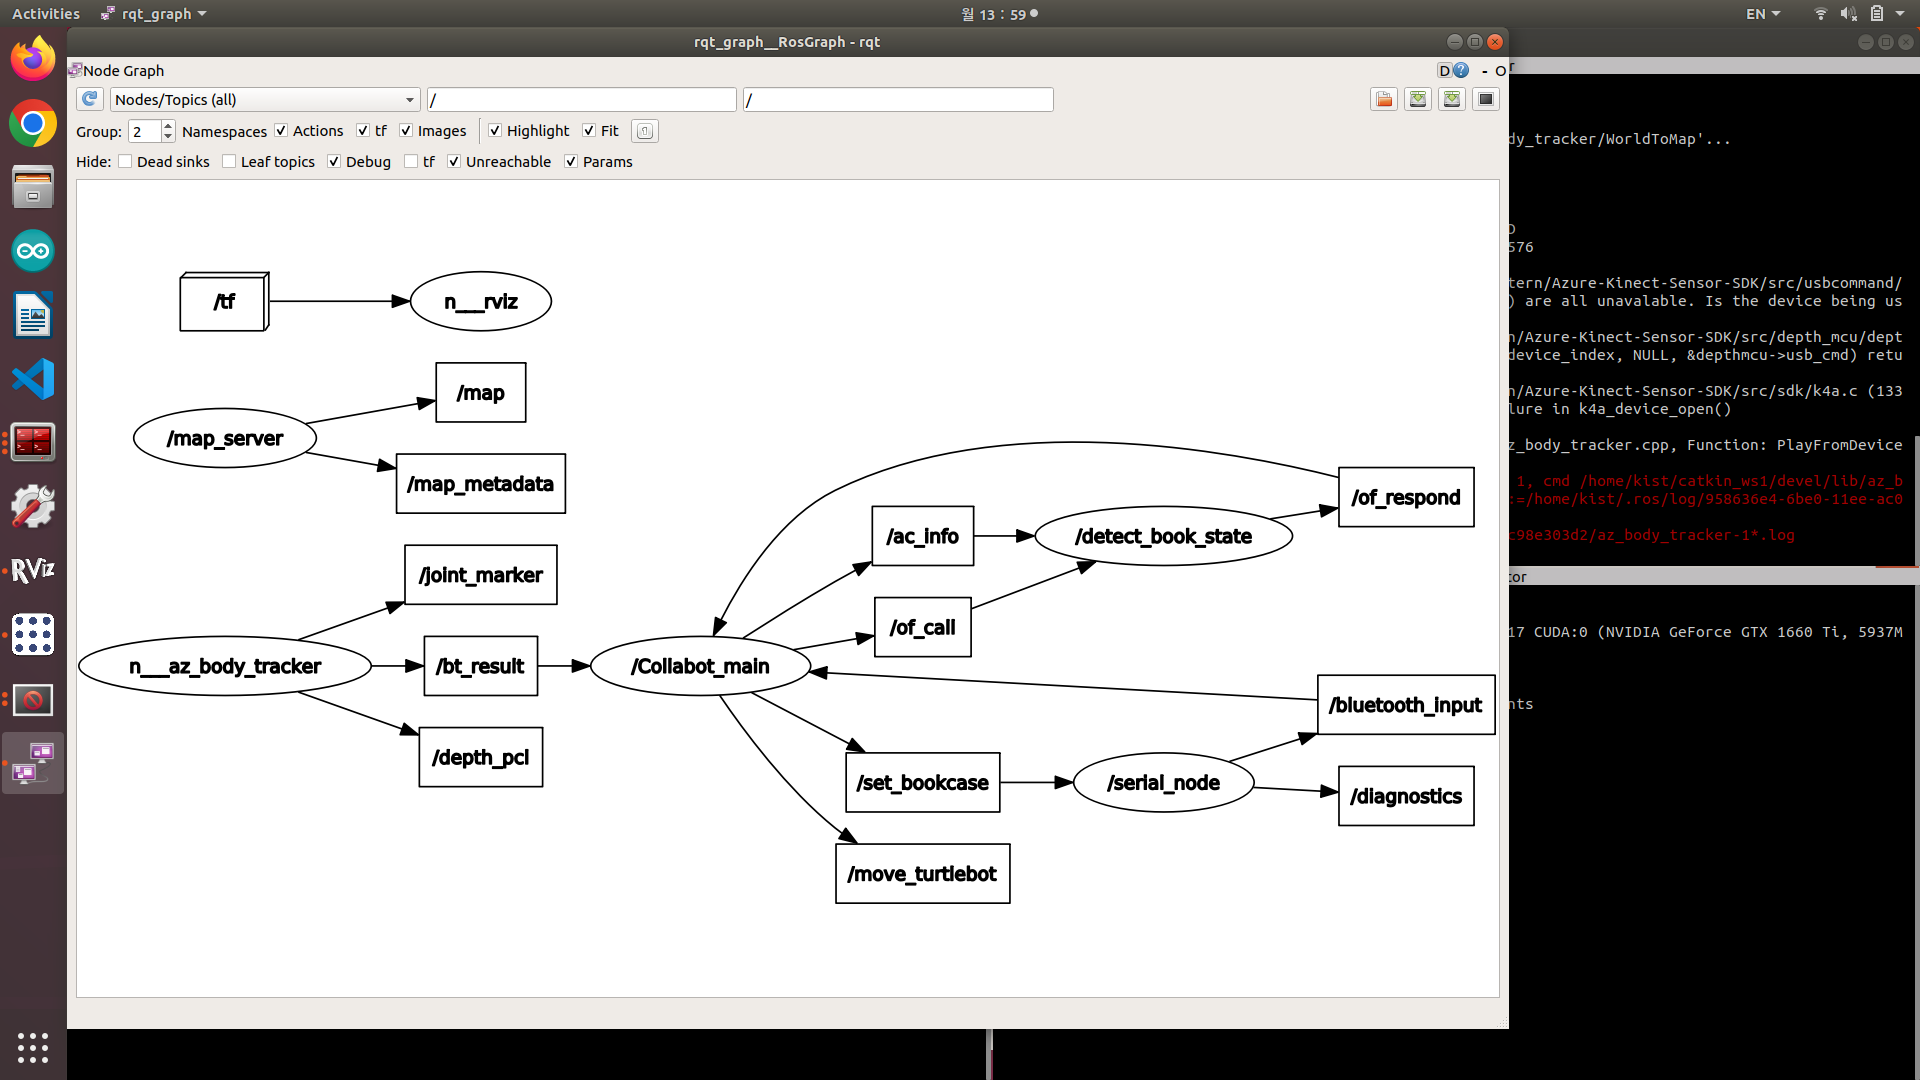 Activities rqt_graph 월 13 : 59 EN
rqt_graph__RosGraph - rqt
Node Graph D ? - O
Nodes/Topics (all) / /
Group: 2 Namespaces Actions tf Images Highlight Fit
Hide: Dead sinks Leaf topics Debug tf Unreachable Params
/tf n___rviz
/map
/map_server
/map_metadata
/of_respond
/ac_info /detect_book_state
/joint_marker
/of_call
n___az_body_tracker /bt_result /Collabot_main
/bluetooth_input
/depth_pcl
/set_bookcase /serial_node
/diagnostics
/move_turtlebot
RViz
dy_tracker/WorldToMap'...
576
tern/Azure-Kinect-Sensor-SDK/src/usbcommand/
) are all unavalable. Is the device being us
n/Azure-Kinect-Sensor-SDK/src/depth_mcu/dept
device_index, NULL, &depthmcu->usb_cmd) retu
n/Azure-Kinect-Sensor-SDK/src/sdk/k4a.c (133
lure in k4a_device_open()
z_body_tracker.cpp, Function: PlayFromDevice
1, cmd /home/kist/catkin_ws1/devel/lib/az_b
:=/home/kist/.ros/log/958636e4-6be0-11ee-ac0
c98e303d2/az_body_tracker-1*.log
tor
17 CUDA:0 (NVIDIA GeForce GTX 1660 Ti, 5937M
nts